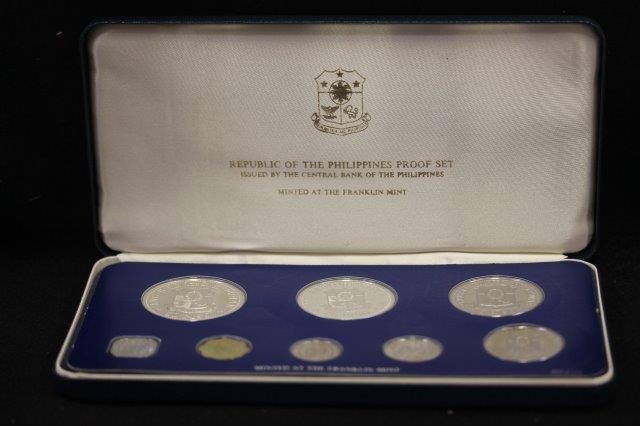 REPUBLIC OF THE PHILIPPINES PROOF SET
ISSUED BY THE CENTRAL BANK OF THE PHILIPPINES
MINTED AT THE FRANKLIN MINT
MINTED AT THE FRANKLIN MINT